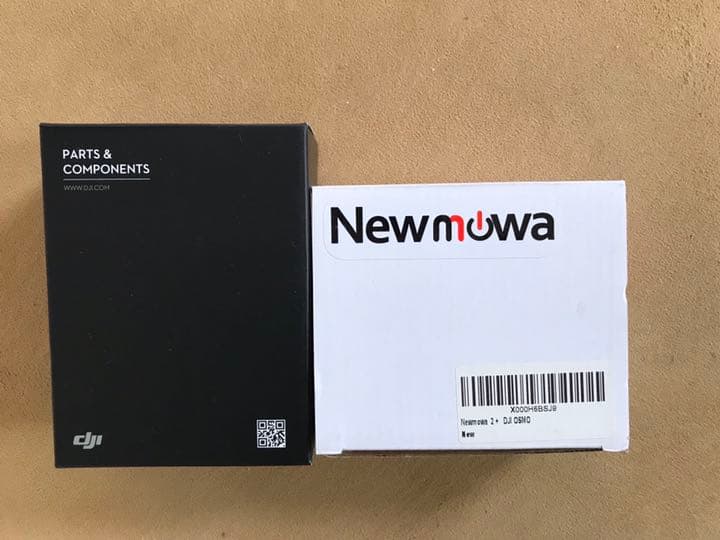 PARTS &
COMPONENTS
WWW.DJI.COM
dji
Newmowa
X000H6BSJ9
Newmowa 2 + DJI OSMO
New